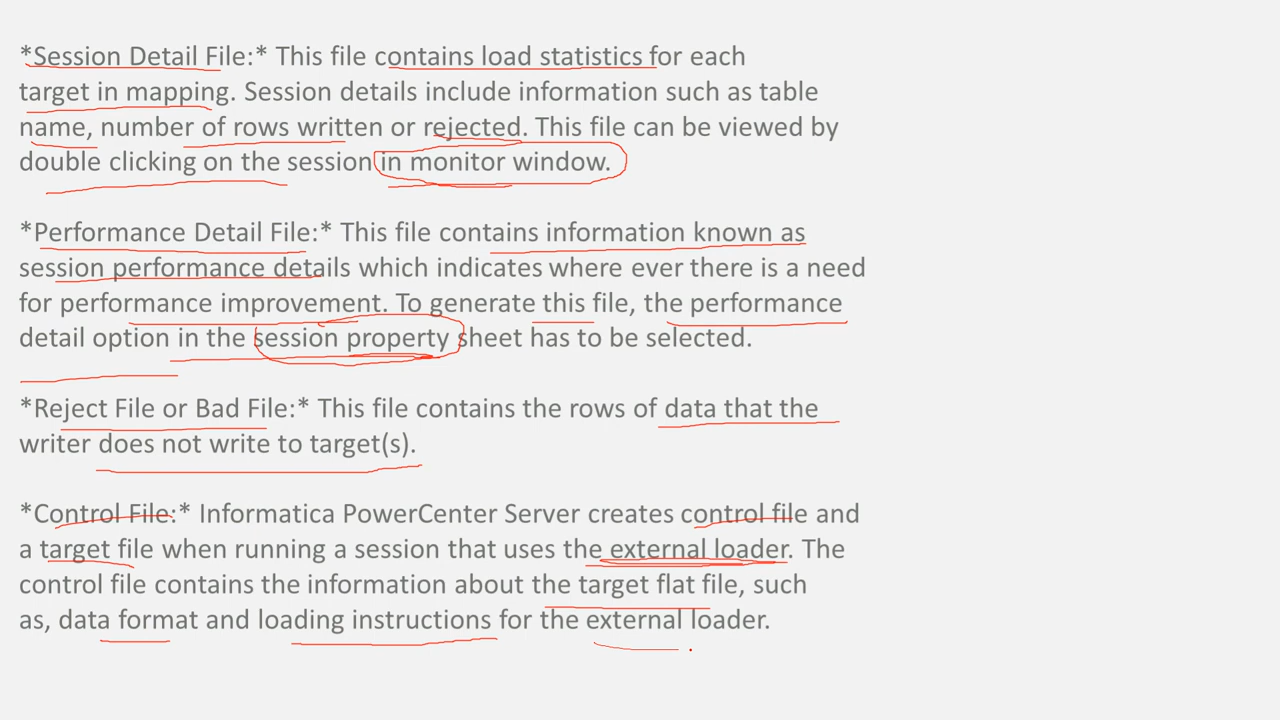 *Session Detail File:* This file contains load statistics for each
target in mapping. Session details include information such as table
name, number of rows written or rejected. This file can be viewed by
double clicking on the session in monitor window.
*Performance Detail File:* This file contains information known as
session performance details which indicates where ever there is a need
for performance improvement. To generate this file, the performance
detail option in the session property sheet has to be selected.
*Reject File or Bad File:* This file contains the rows of data that the
writer does not write to target(s).
*Control File:* Informatica PowerCenter Server creates control file and
a target file when running a session that uses the external loader. The
control file contains the information about the target flat file, such
as, data format and loading instructions for the external loader.